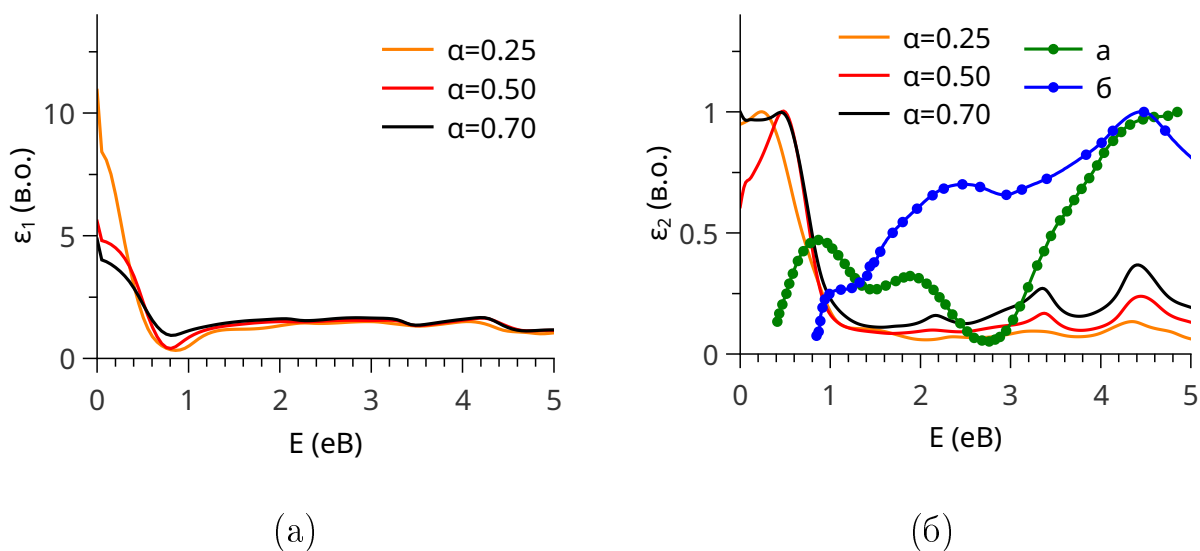 ε₁ (в.о.)
10
5
0
α=0.25
α=0.50
α=0.70
0 1 2 3 4 5
E (еВ)
(а)
ε₂ (в.о.)
1
0.5
0
α=0.25
α=0.50
α=0.70
а
б
0 1 2 3 4 5
E (еВ)
(б)